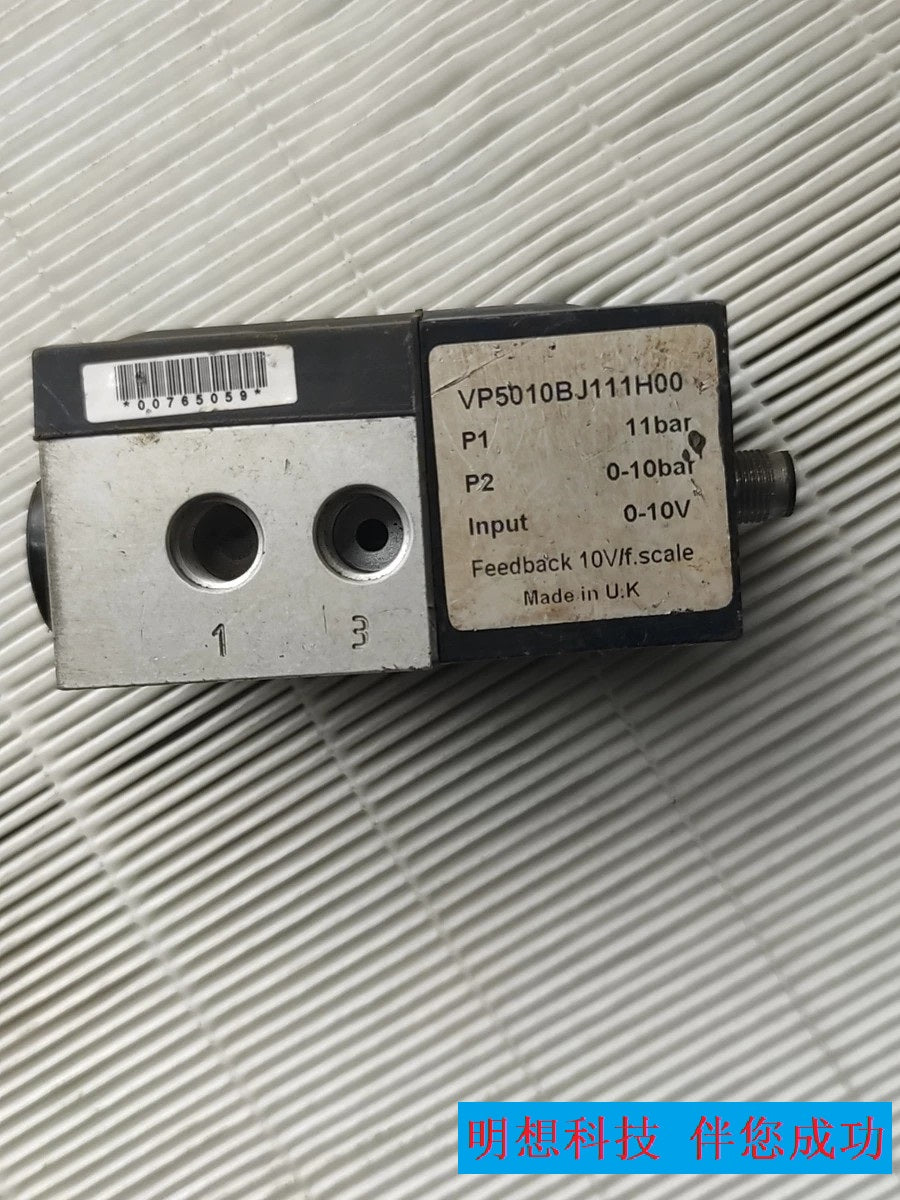 *00765059*
VP5010BJ111H00
P1 11bar
P2 0-10bar
Input 0-10V
Feedback 10V/f.scale
Made in U.K
1 3
明想科技 伴您成功